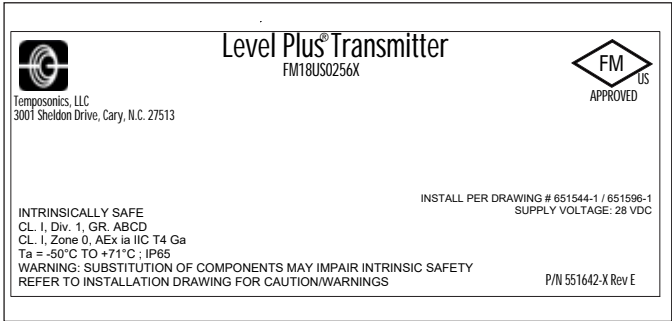 Level Plus® Transmitter
FM18US0256X
FM
US
APPROVED
Temposonics, LLC
3001 Sheldon Drive, Cary, N.C. 27513
INSTALL PER DRAWING # 651544-1 / 651596-1
SUPPLY VOLTAGE: 28 VDC
INTRINSICALLY SAFE
CL. I, Div. 1, GR. ABCD
CL. I, Zone 0, AEx ia IIC T4 Ga
Ta = -50°C TO +71°C ; IP65
WARNING: SUBSTITUTION OF COMPONENTS MAY IMPAIR INTRINSIC SAFETY
REFER TO INSTALLATION DRAWING FOR CAUTION/WARNINGS
P/N 551642-X Rev E